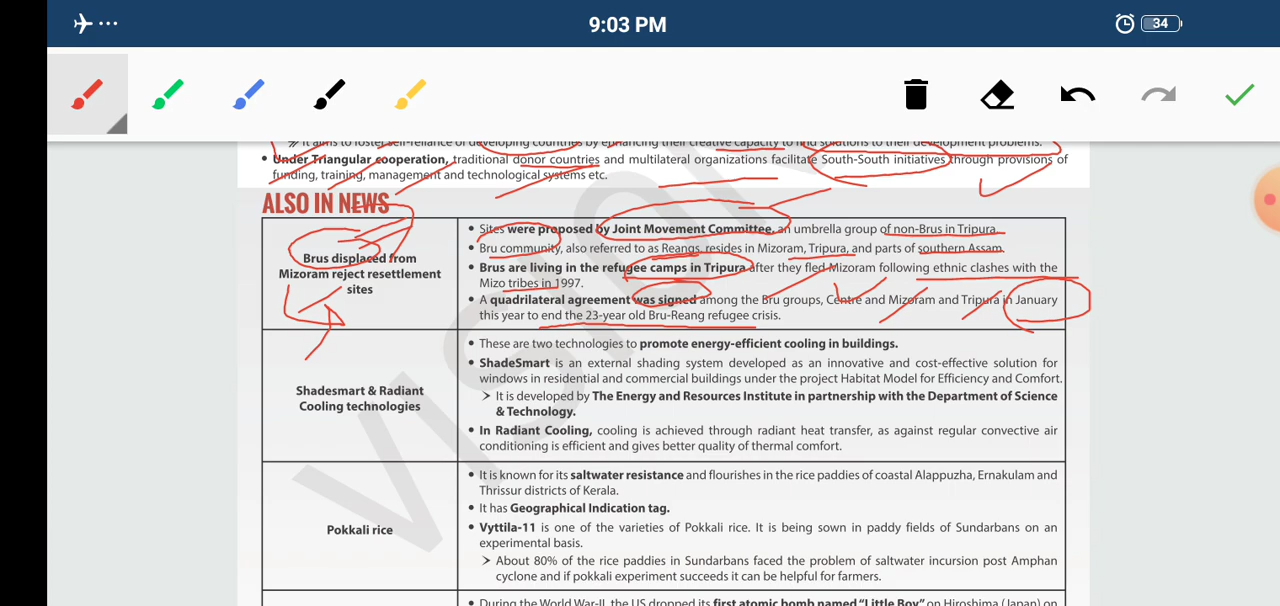 9:03 PM
34
It aims to foster self-reliance of developing countries by enhancing their creative capacity to find solutions to their development problems.
• Under Triangular cooperation, traditional donor countries and multilateral organizations facilitate South-South initiatives through provisions of
funding, training, management and technological systems etc.
ALSO IN NEWS
Brus displaced from
Mizoram reject resettlement
sites
• Sites were proposed by Joint Movement Committee, an umbrella group of non-Brus in Tripura.
• Bru community, also referred to as Reangs, resides in Mizoram, Tripura, and parts of southern Assam.
• Brus are living in the refugee camps in Tripura after they fled Mizoram following ethnic clashes with the
Mizo tribes in 1997.
• A quadrilateral agreement was signed among the Bru groups, Centre and Mizoram and Tripura in January
this year to end the 23-year old Bru-Reang refugee crisis.
Shadesmart & Radiant
Cooling technologies
• These are two technologies to promote energy-efficient cooling in buildings.
• ShadeSmart is an external shading system developed as an innovative and cost-effective solution for
windows in residential and commercial buildings under the project Habitat Model for Efficiency and Comfort.
➢ It is developed by The Energy and Resources Institute in partnership with the Department of Science
& Technology.
• In Radiant Cooling, cooling is achieved through radiant heat transfer, as against regular convective air
conditioning is efficient and gives better quality of thermal comfort.
Pokkali rice
• It is known for its saltwater resistance and flourishes in the rice paddies of coastal Alappuzha, Ernakulam and
Thrissur districts of Kerala.
• It has Geographical Indication tag.
• Vyttila-11 is one of the varieties of Pokkali rice. It is being sown in paddy fields of Sundarbans on an
experimental basis.
➢ About 80% of the rice paddies in Sundarbans faced the problem of saltwater incursion post Amphan
cyclone and if pokkali experiment succeeds it can be helpful for farmers.
• During the World War-II, the US dropped its first atomic bomb named "Little Boy" on Hiroshima (Japan) on
VISION